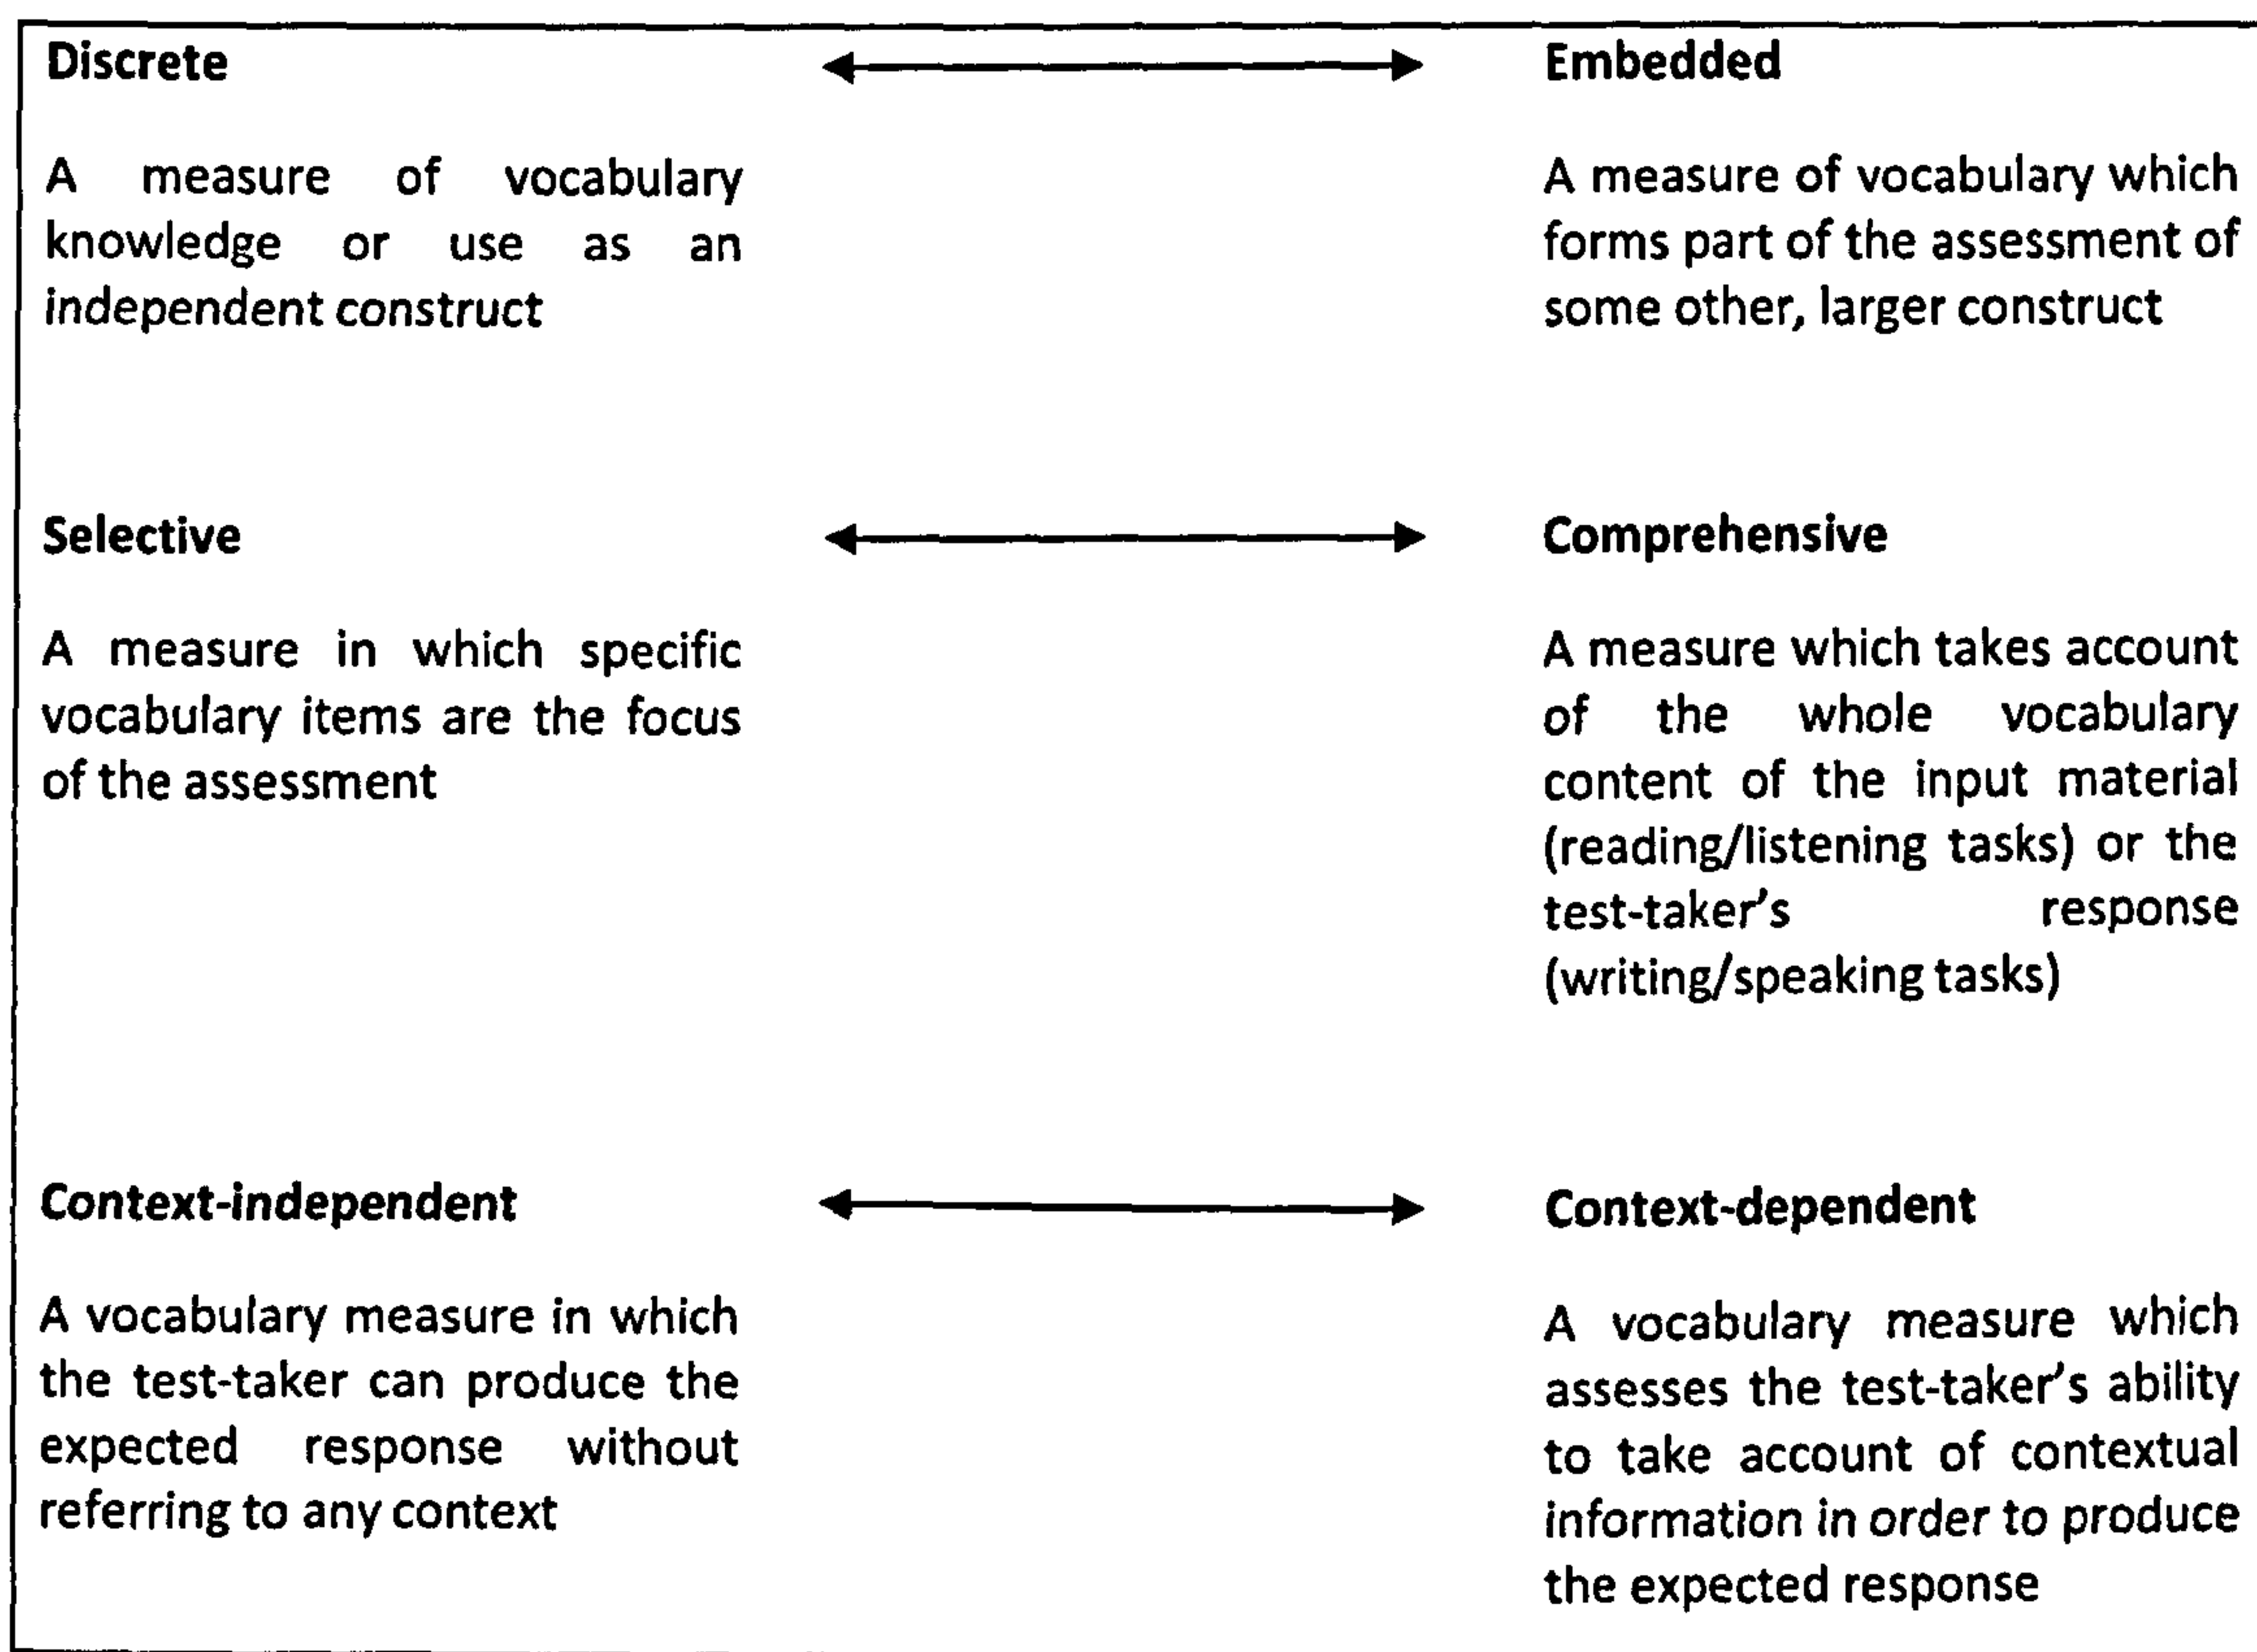 Discrete
Embedded
A measure of vocabulary
knowledge or use as an
independent construct
A measure of vocabulary which
forms part of the assessment of
some other, larger construct
Selective
Comprehensive
A measure in which specific
vocabulary items are the focus
of the assessment
A measure which takes account
of the whole vocabulary
content of the input material
(reading/listening tasks) or the
test-taker's response
(writing/speaking tasks)
Context-independent
Context-dependent
A vocabulary measure in which
the test-taker can produce the
expected response without
referring to any context
A vocabulary measure which
assesses the test-taker's ability
to take account of contextual
information in order to produce
the expected response